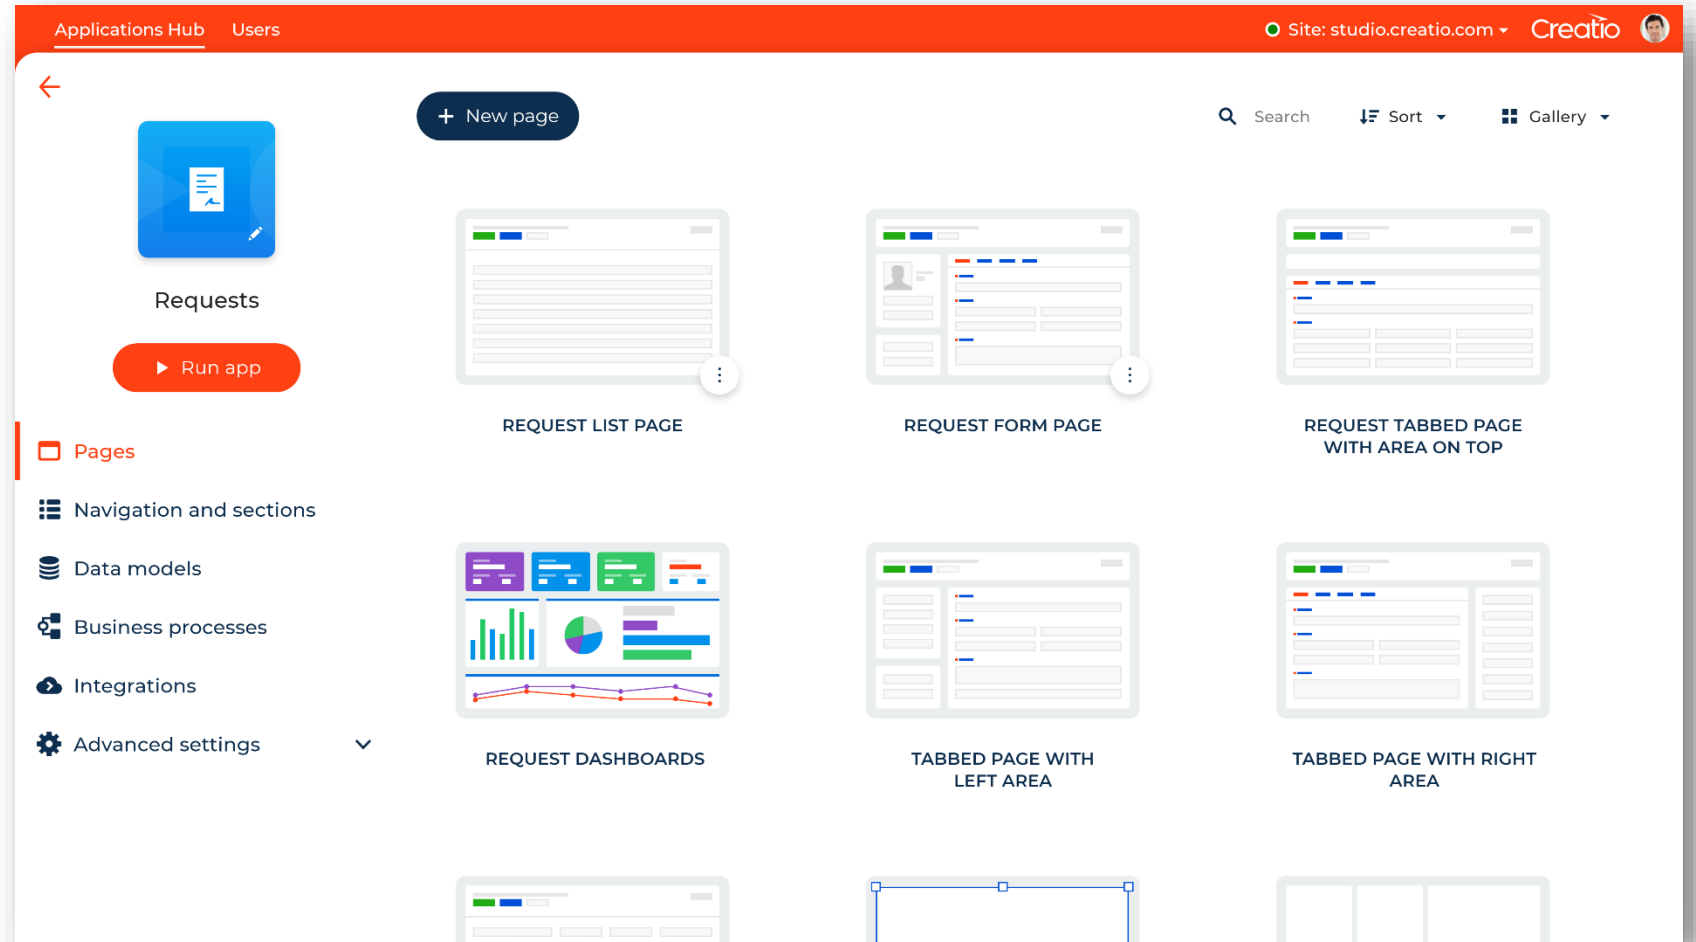 Applications Hub
Users
Site: studio.creatio.com
Creatio
Requests
Run app
Pages
Navigation and sections
Data models
Business processes
Integrations
Advanced settings
+ New page
Search
Sort
Gallery
REQUEST LIST PAGE
REQUEST FORM PAGE
REQUEST TABBED PAGE
WITH AREA ON TOP
REQUEST DASHBOARDS
TABBED PAGE WITH
LEFT AREA
TABBED PAGE WITH RIGHT
AREA